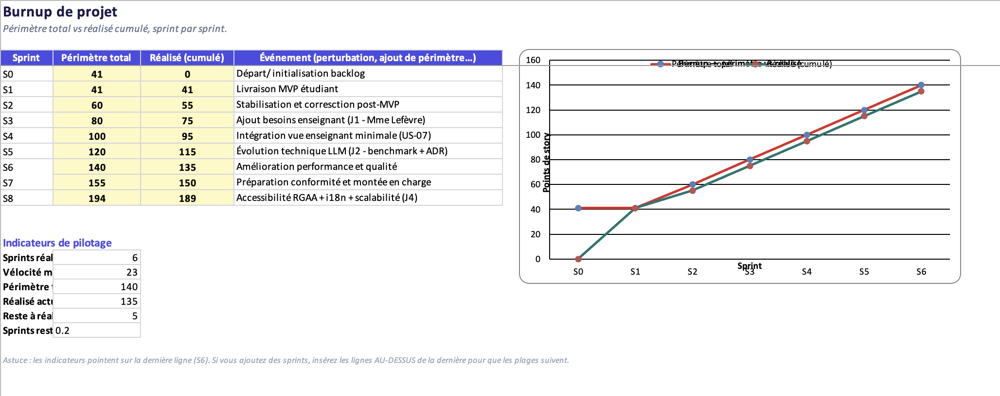 Burnup de projet
Périmètre total vs réalisé cumulé, sprint par sprint.
Sprint Périmètre total Réalisé (cumulé) Événement (perturbation, ajout de périmètre...)
S0 41 0 Départ/ initialisation backlog
S1 41 41 Livraison MVP étudiant
S2 60 55 Stabilisation et corresction post-MVP
S3 80 75 Ajout besoins enseignant (J1 - Mme Lefèvre)
S4 100 95 Intégration vue enseignant minimale (US-07)
S5 120 115 Évolution technique LLM (J2 - benchmark + ADR)
S6 140 135 Amélioration performance et qualité
S7 155 150 Préparation conformité et montée en charge
S8 194 189 Accessibilité RGAA + i18n + scalabilité (J4)
Indicateurs de pilotage
Sprints réal 6
Vélocité m 23
Périmètre t 140
Réalisé actu 135
Reste à réal 5
Sprints rest 0.2
Astuce : les indicateurs pointent sur la dernière ligne (S6). Si vous ajoutez des sprints, insérez les lignes AU-DESSUS de la dernière pour que les plages suivent.
Burnup — périmètre vs réalisé
Périmètre total Réalisé (cumulé)
Points de story
160
140
120
100
80
60
40
20
0
S0 S1 S2 S3 S4 S5 S6
Sprint